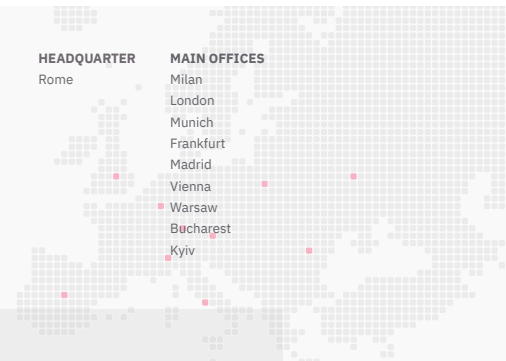 HEADQUARTER
Rome
MAIN OFFICES
Milan
London
Munich
Frankfurt
Madrid
Vienna
Warsaw
Bucharest
Kyiv